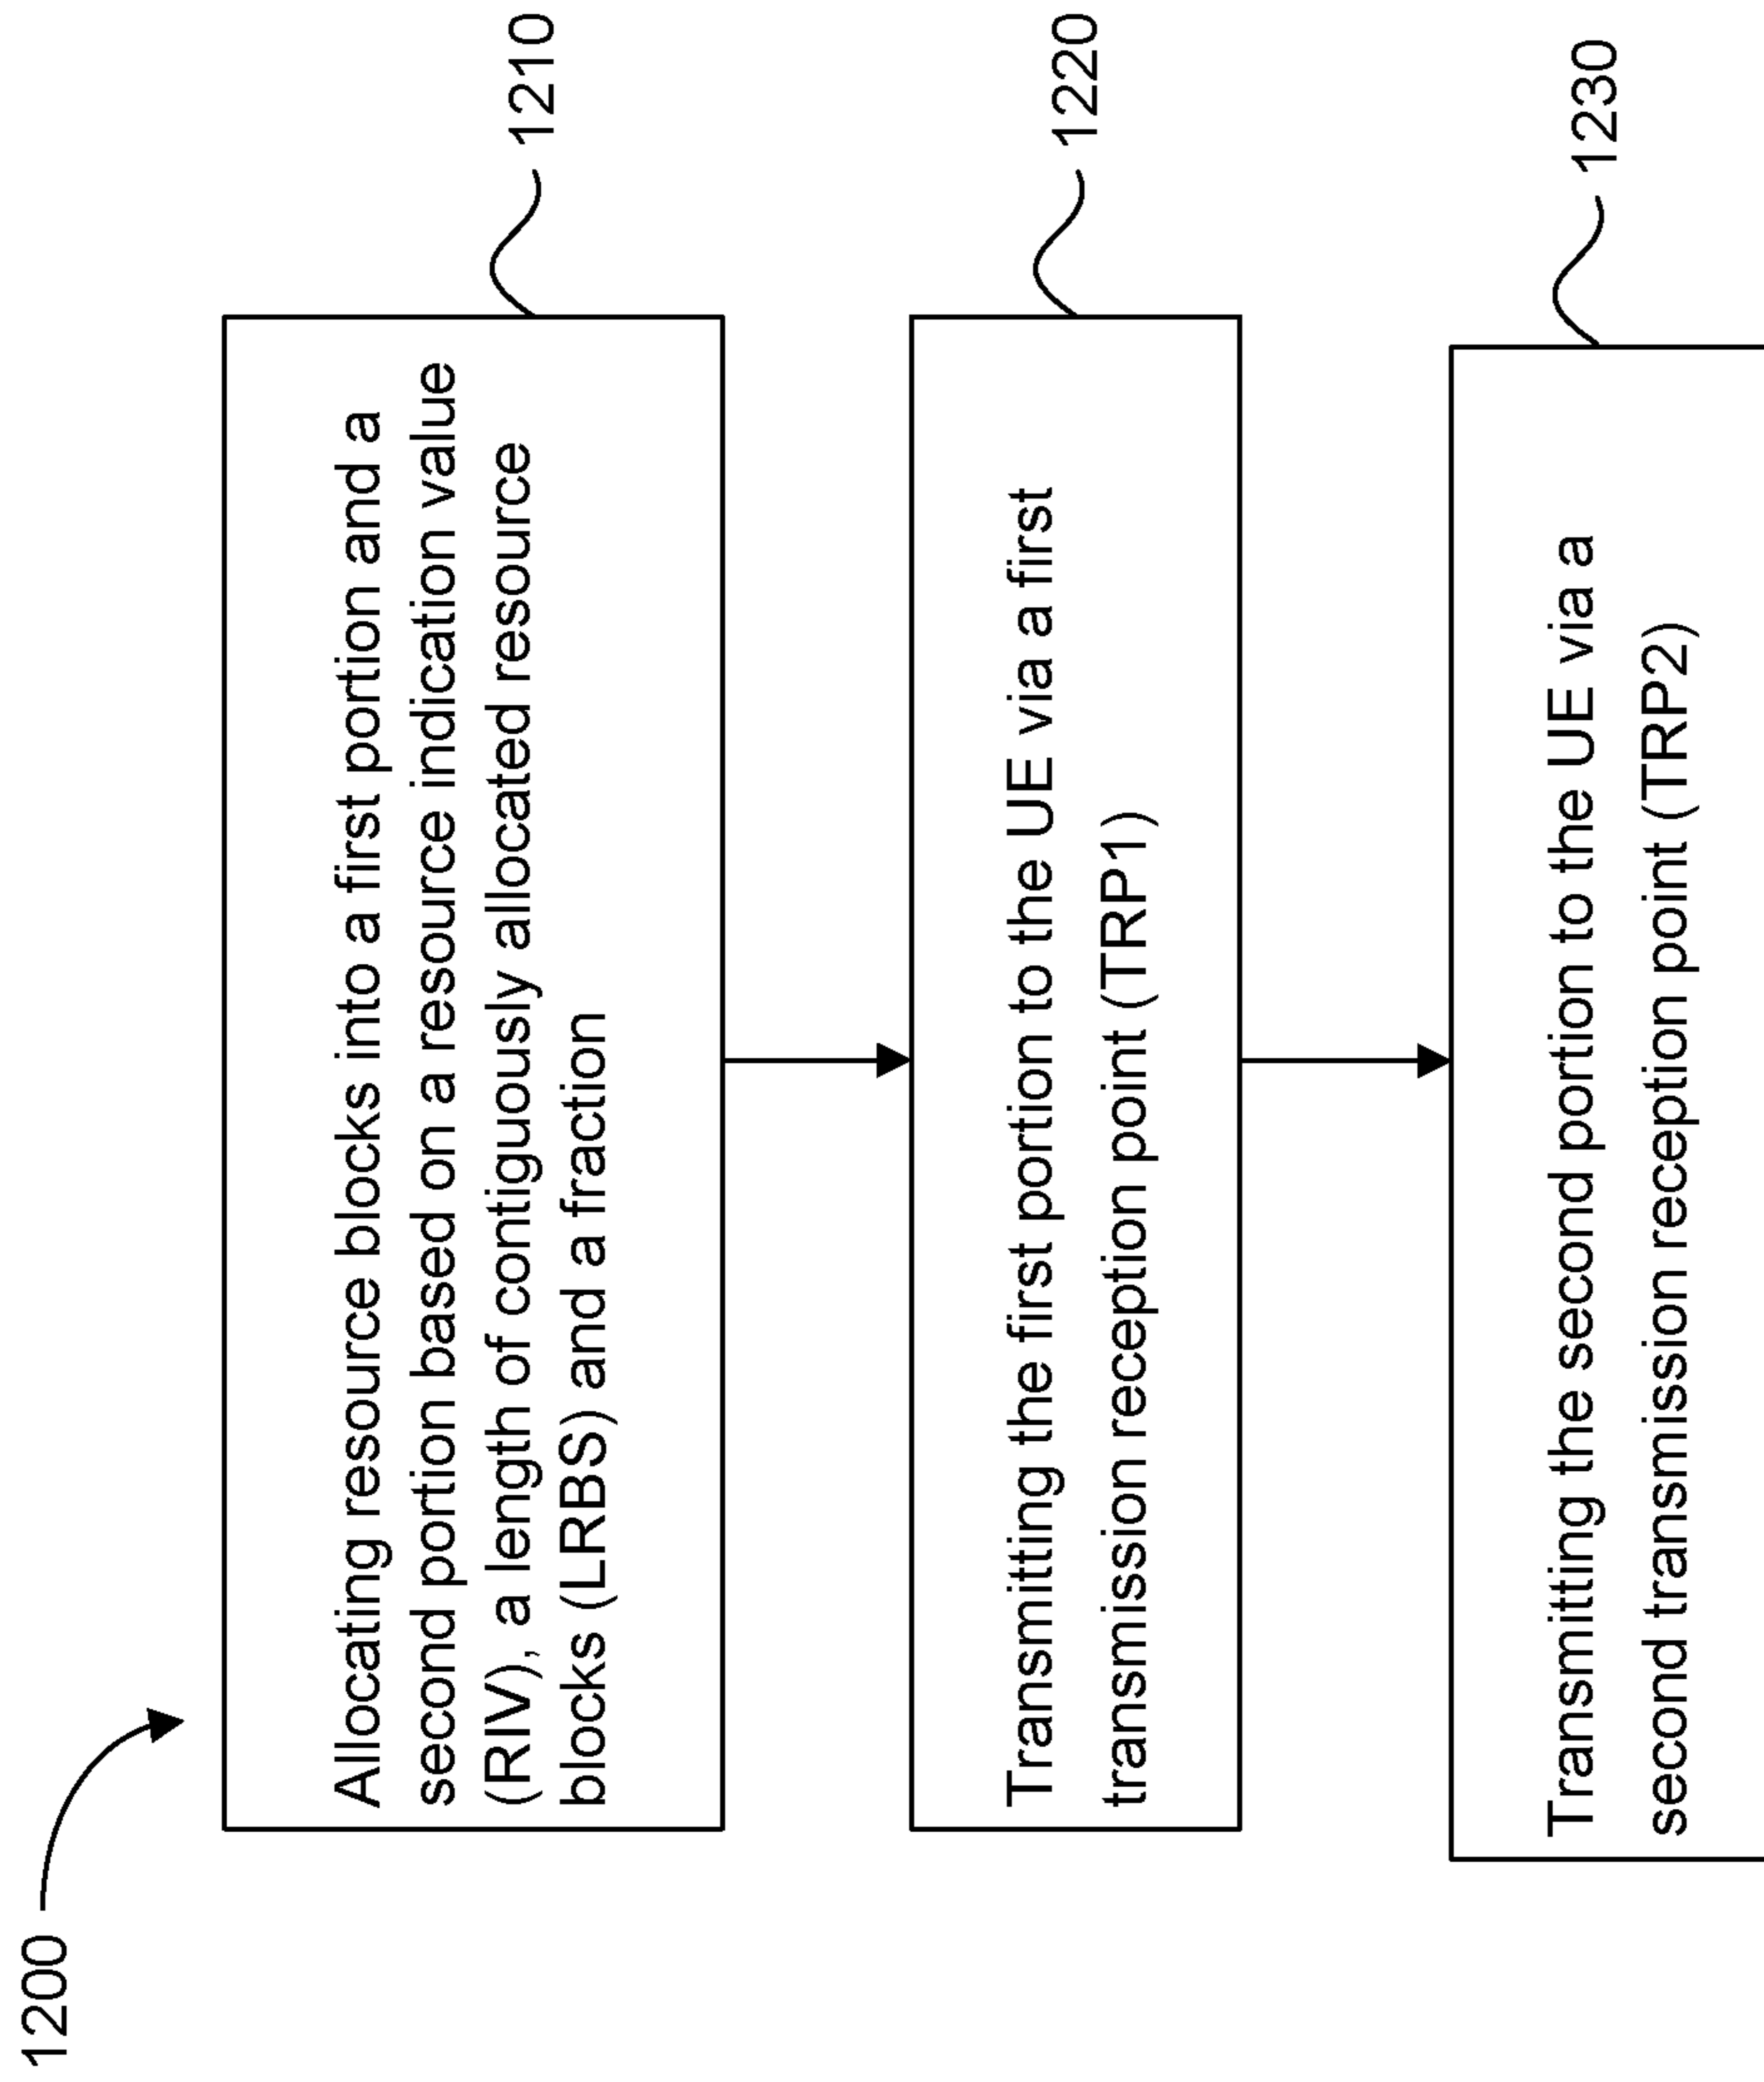 1200
Allocating resource blocks into a first portion and a
second portion based on a resource indication value
(RIV), a length of contiguously allocated resource
blocks (LRBS) and a fraction
1210
Transmitting the first portion to the UE via a first
transmission reception point (TRP1)
1220
Transmitting the second portion to the UE via a
second transmission reception point (TRP2)
1230